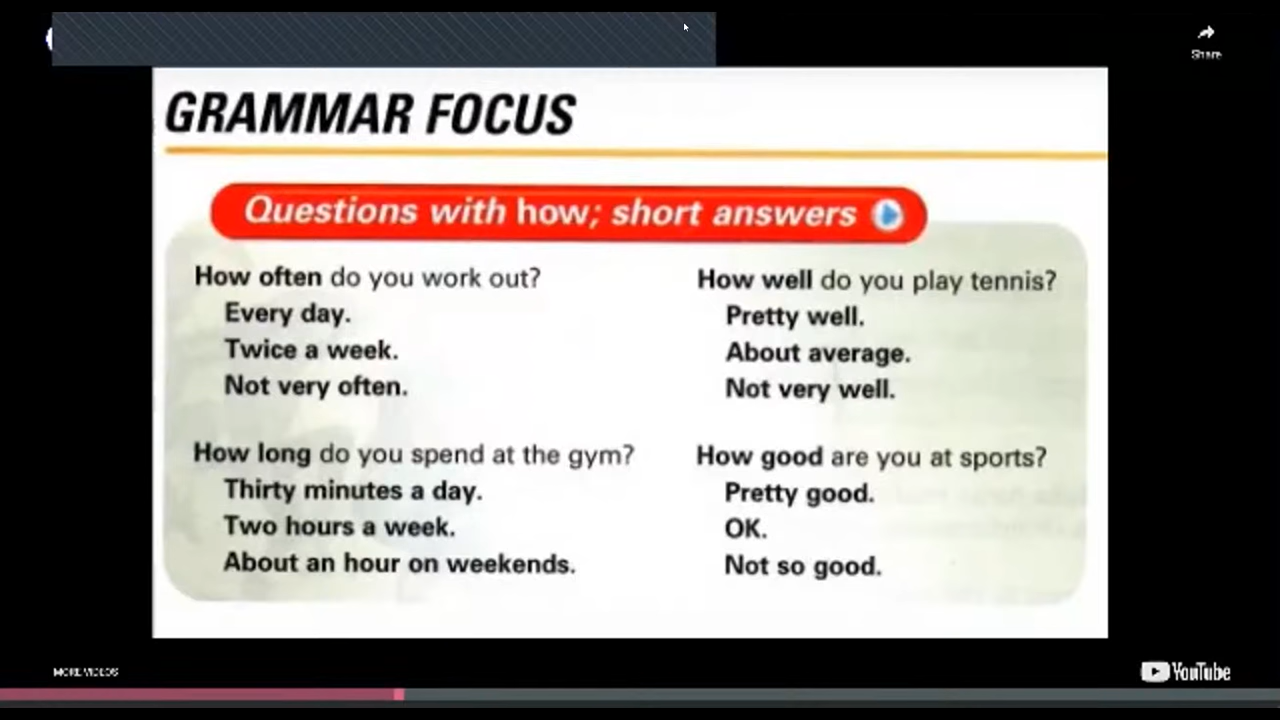 Share
GRAMMAR FOCUS
Questions with how; short answers
How often do you work out?
Every day.
Twice a week.
Not very often.
How well do you play tennis?
Pretty well.
About average.
Not very well.
How long do you spend at the gym?
Thirty minutes a day.
Two hours a week.
About an hour on weekends.
How good are you at sports?
Pretty good.
OK.
Not so good.
MORE VIDEOS
YouTube